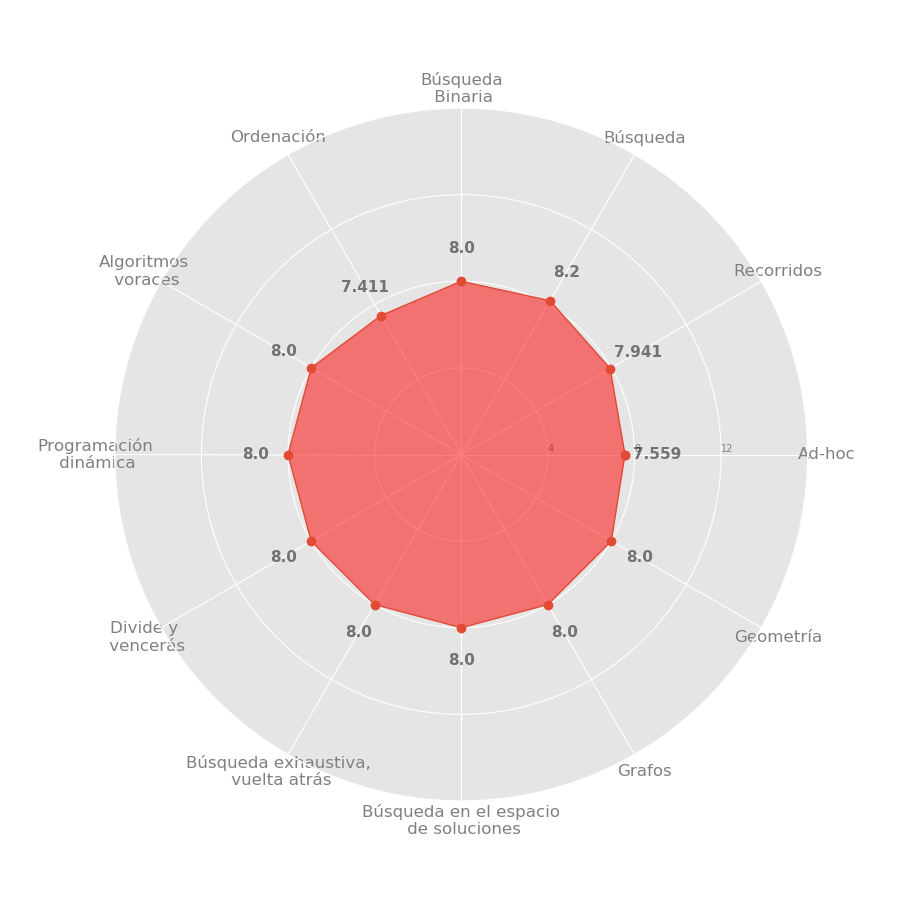 Búsqueda
Binaria
Ordenación
Búsqueda
Algoritmos
voraces
Recorridos
8.0
8.2
7.411
8.0
7.941
Programación
dinámica
8.0
4
8
7.559
12
Ad-hoc
8.0
8.0
Divide y
vencerás
8.0
8.0
Geometría
8.0
Búsqueda exhaustiva,
vuelta atrás
Grafos
Búsqueda en el espacio
de soluciones